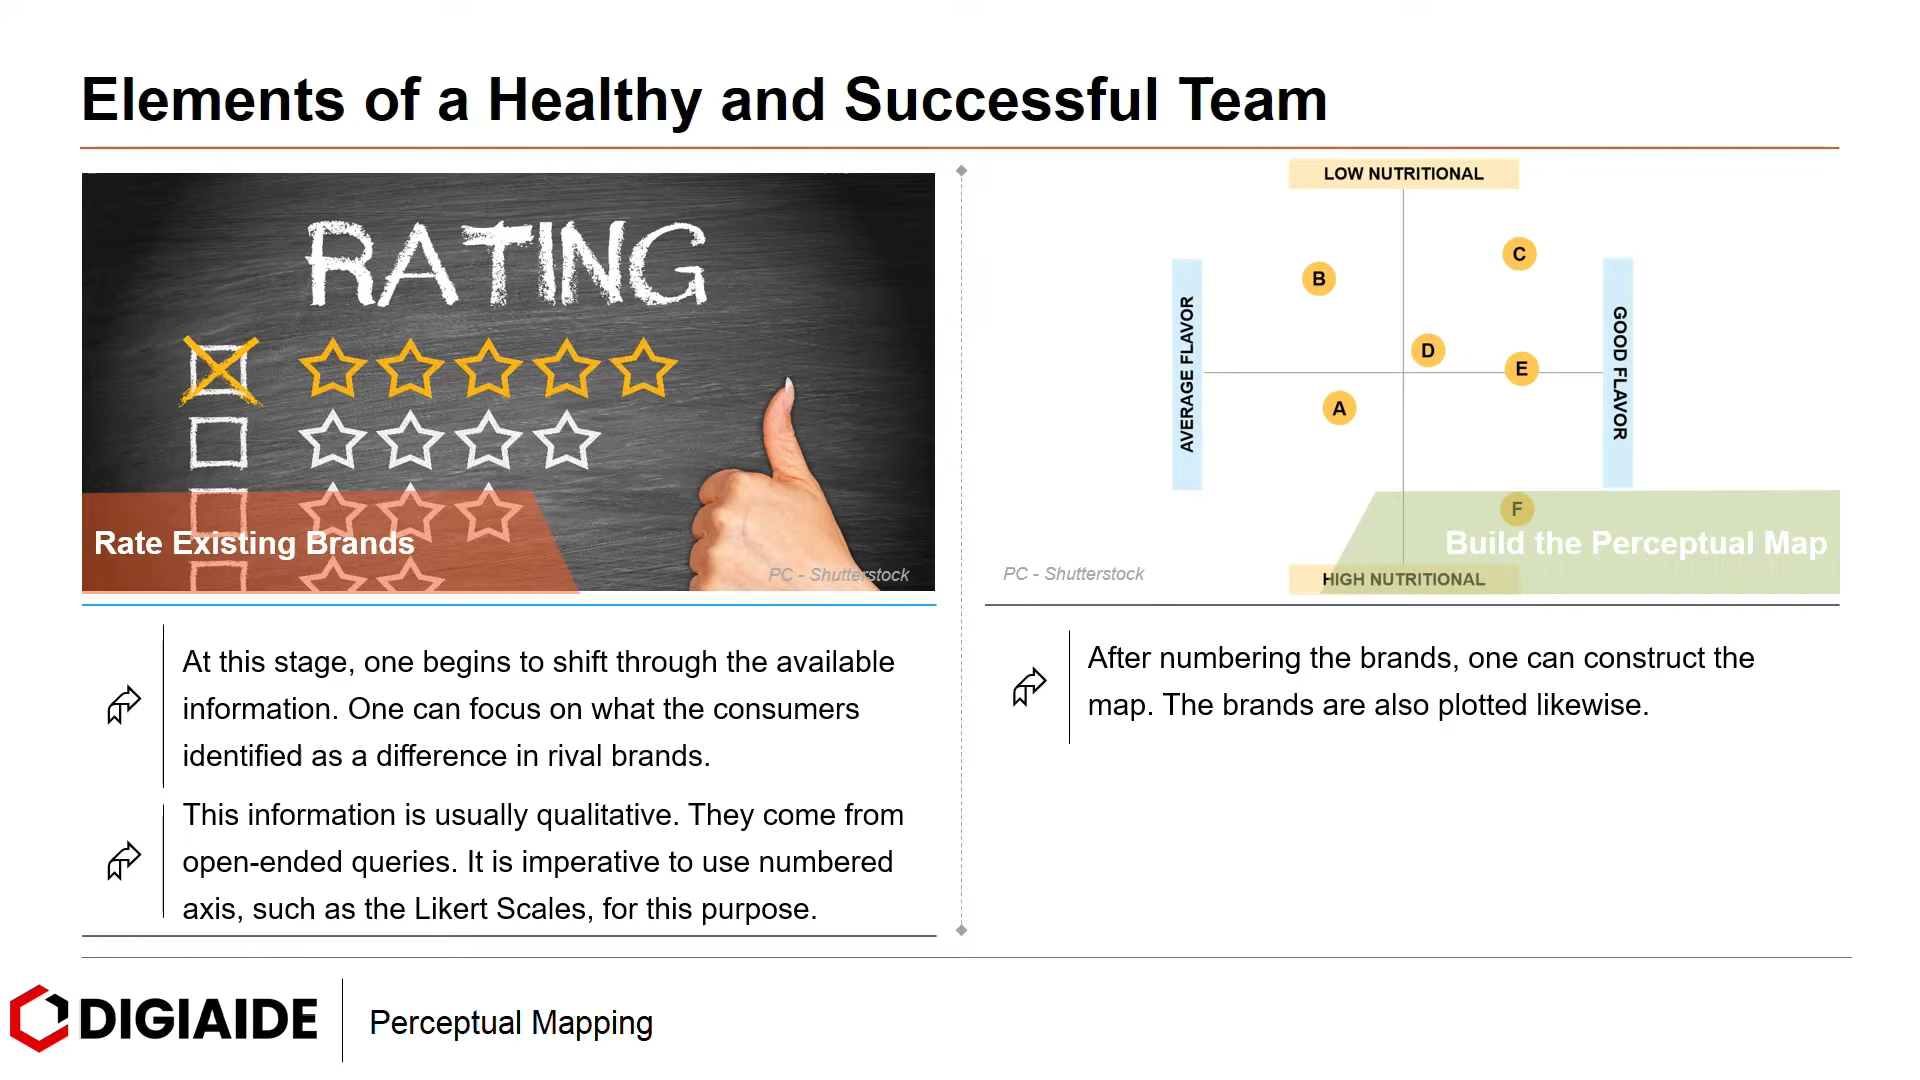 Elements of a Healthy and Successful Team
RATING
Rate Existing Brands
PC - Shutterstock
At this stage, one begins to shift through the available
information. One can focus on what the consumers
identified as a difference in rival brands.
This information is usually qualitative. They come from
open-ended queries. It is imperative to use numbered
axis, such as the Likert Scales, for this purpose.
LOW NUTRITIONAL
C
B
AVERAGE FLAVOR
GOOD FLAVOR
D
E
A
F
Build the Perceptual Map
PC - Shutterstock
HIGH NUTRITIONAL
After numbering the brands, one can construct the
map. The brands are also plotted likewise.
DIGIAIDE
Perceptual Mapping